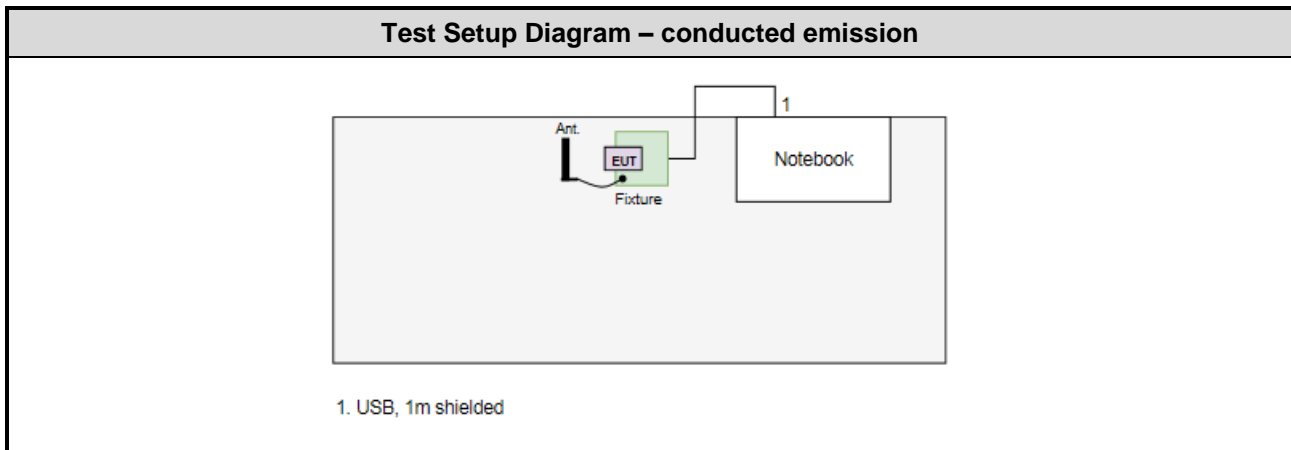 Test Setup Diagram – conducted emission
1
Ant.
EUT
Notebook
Fixture
1. USB, 1m shielded